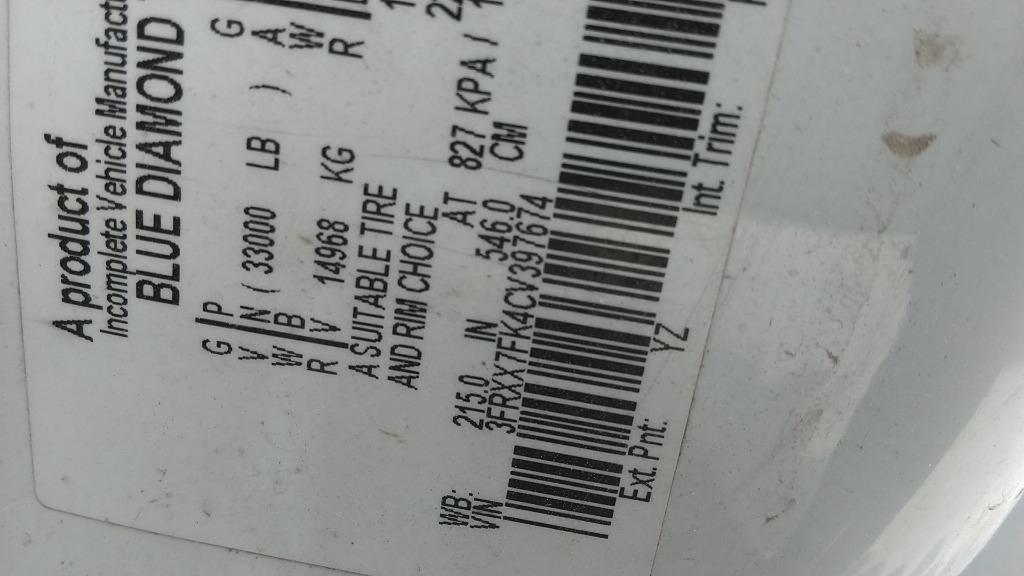 A product of
Incomplete Vehicle Manufact
BLUE DIAMOND
G|P G
V|N ( 33000 LB ) A
W|B W
R|V 14968 KG R
A SUITABLE TIRE
AND RIM CHOICE
AT 827 KPA /
WB: 215.0 IN 546.0 CM
VIN: 3FRXX7FK4CV397674
Ext. Pnt: YZ Int. Trim: